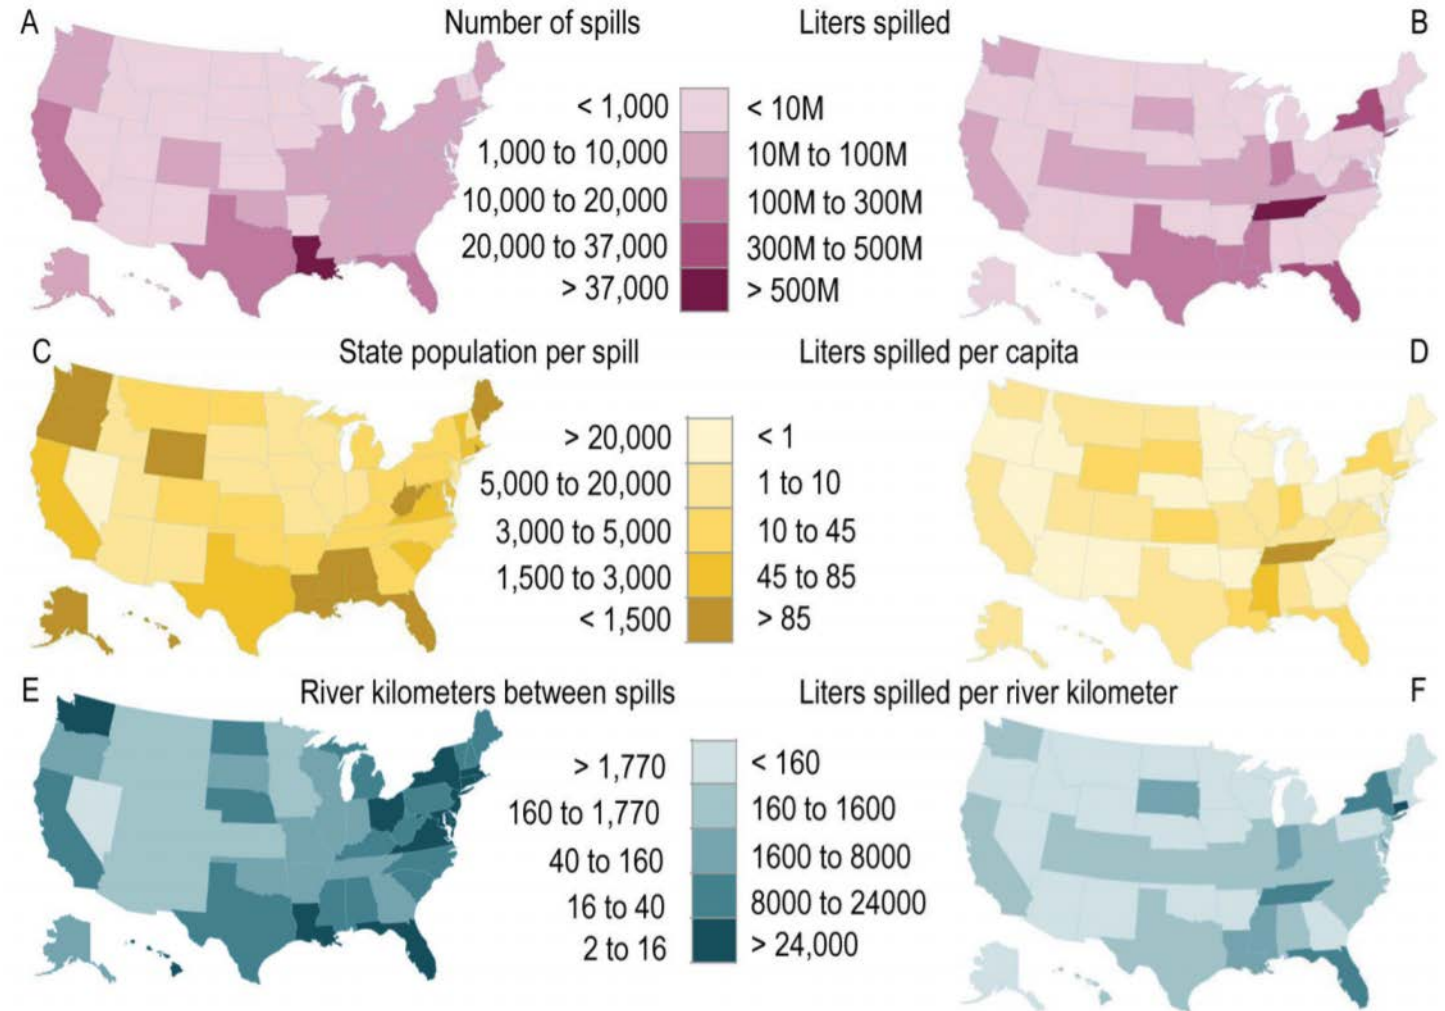 A Number of spills Liters spilled B
< 1,000 < 10M
1,000 to 10,000 10M to 100M
10,000 to 20,000 100M to 300M
20,000 to 37,000 300M to 500M
> 37,000 > 500M
C State population per spill Liters spilled per capita D
> 20,000 < 1
5,000 to 20,000 1 to 10
3,000 to 5,000 10 to 45
1,500 to 3,000 45 to 85
< 1,500 > 85
E River kilometers between spills Liters spilled per river kilometer F
> 1,770 < 160
160 to 1,770 160 to 1600
40 to 160 1600 to 8000
16 to 40 8000 to 24000
2 to 16 > 24,000